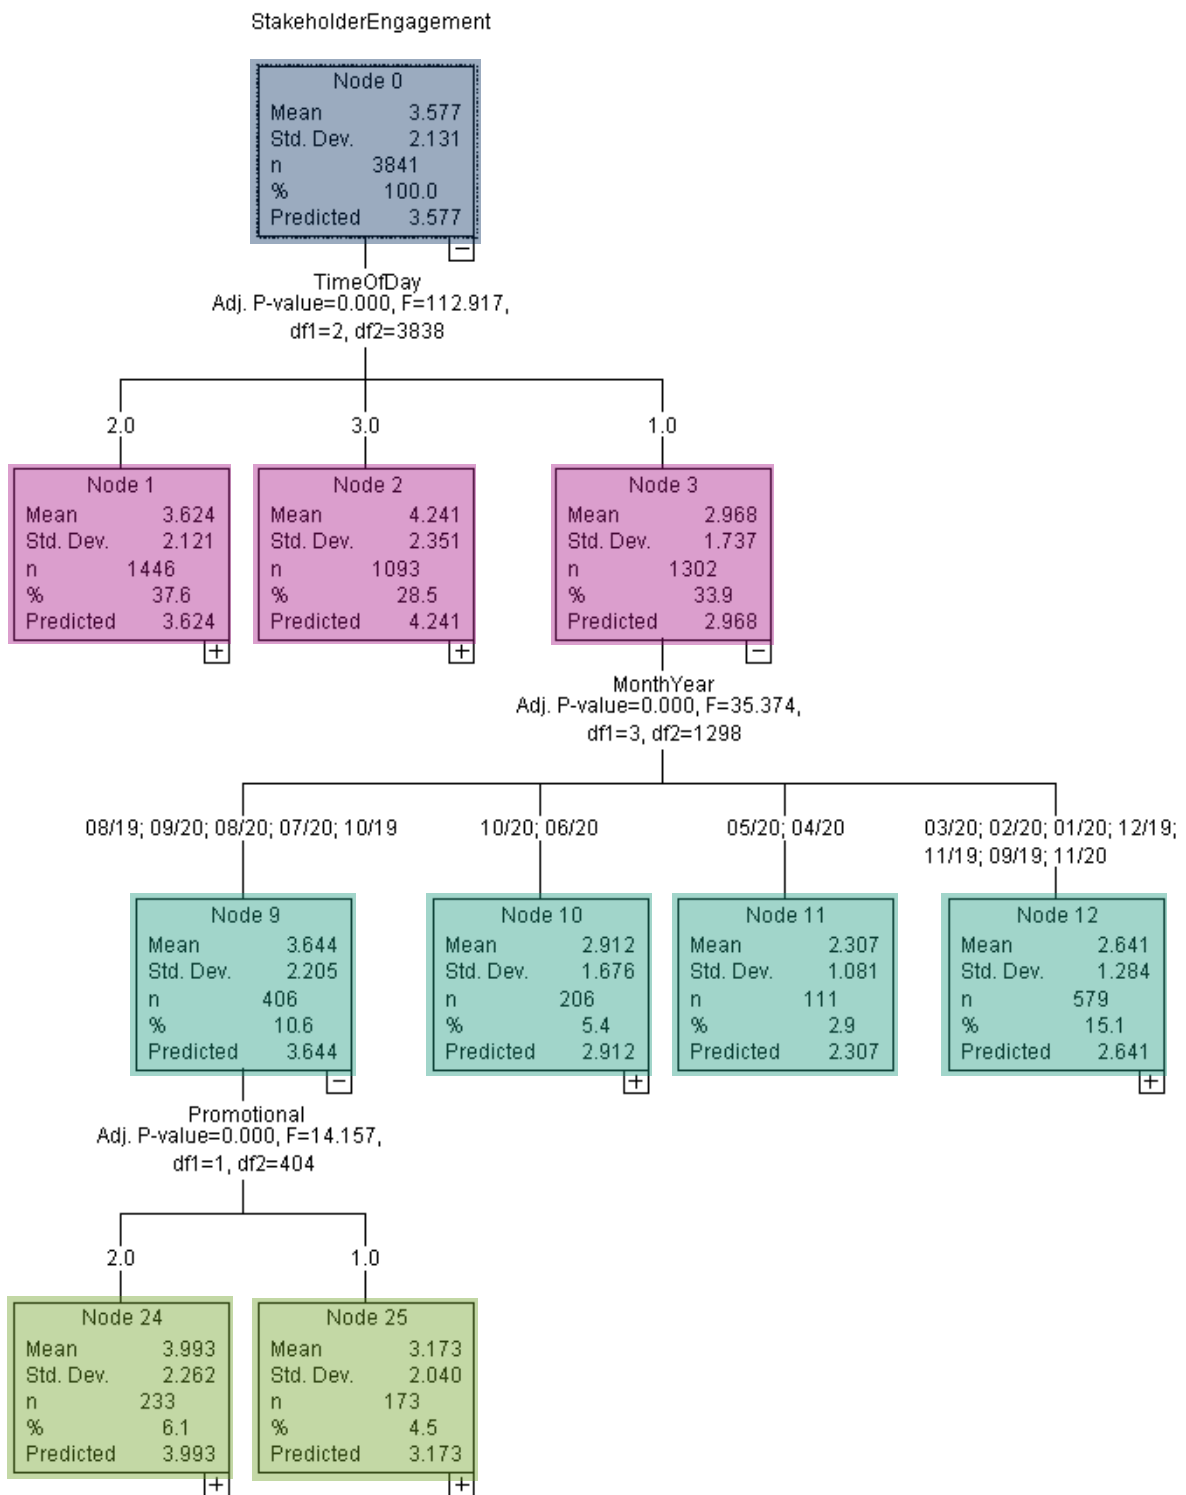 StakeholderEngagement
Node 0
Mean 3.577
Std. Dev. 2.131
n 3841
% 100.0
Predicted 3.577
TimeOfDay
Adj. P-value=0.000, F=112.917,
df1=2, df2=3838
2.0
3.0
1.0
Node 1
Mean 3.624
Std. Dev. 2.121
n 1446
% 37.6
Predicted 3.624
Node 2
Mean 4.241
Std. Dev. 2.351
n 1093
% 28.5
Predicted 4.241
Node 3
Mean 2.968
Std. Dev. 1.737
n 1302
% 33.9
Predicted 2.968
MonthYear
Adj. P-value=0.000, F=35.374,
df1=3, df2=1298
08/19; 09/20; 08/20; 07/20; 10/19
10/20; 06/20
05/20; 04/20
03/20; 02/20; 01/20; 12/19;
11/19; 09/19; 11/20
Node 9
Mean 3.644
Std. Dev. 2.205
n 406
% 10.6
Predicted 3.644
Node 10
Mean 2.912
Std. Dev. 1.676
n 206
% 5.4
Predicted 2.912
Node 11
Mean 2.307
Std. Dev. 1.081
n 111
% 2.9
Predicted 2.307
Node 12
Mean 2.641
Std. Dev. 1.284
n 579
% 15.1
Predicted 2.641
Promotional
Adj. P-value=0.000, F=14.157,
df1=1, df2=404
2.0
1.0
Node 24
Mean 3.993
Std. Dev. 2.262
n 233
% 6.1
Predicted 3.993
Node 25
Mean 3.173
Std. Dev. 2.040
n 173
% 4.5
Predicted 3.173